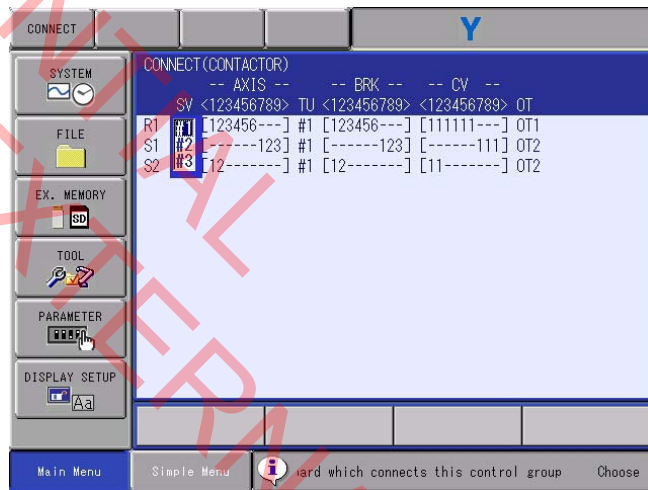 CONNECT
Y
SYSTEM
FILE
EX. MEMORY
SD
TOOL
PARAMETER
DISPLAY SETUP
Aa
CONNECT(CONTACTOR)
-- AXIS -- -- BRK -- -- CV --
SV <123456789> TU <123456789> <123456789> OT
R1 #1 [123456---] #1 [123456---] [111111---] OT1
S1 #2 [------123] #1 [------123] [------111] OT2
S2 #3 [12-------] #1 [12-------] [11-------] OT2
Main Menu
Simple Menu
which connects this control group Choose